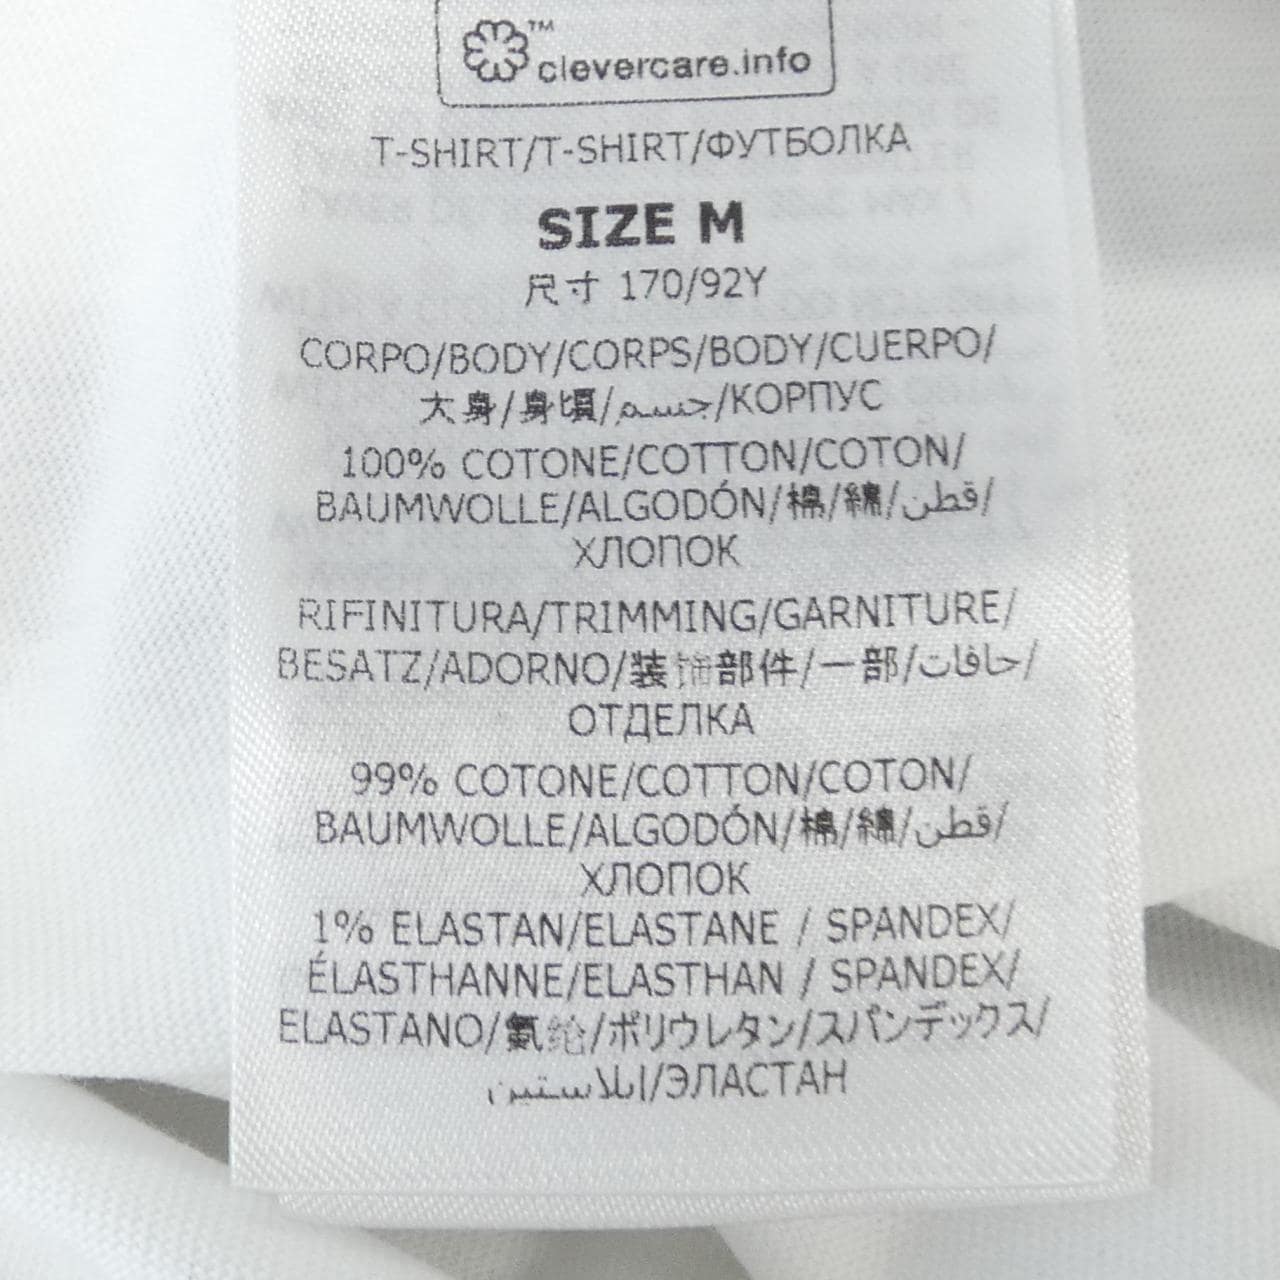 clevercare.info™
T-SHIRT/T-SHIRT/ФУТБОЛКА
SIZE M
尺寸 170/92Y
CORPO/BODY/CORPS/BODY/CUERPO/
大身/身頃/جسم/КОРПУС
100% COTONE/COTTON/COTON/
BAUMWOLLE/ALGODÓN/棉/綿/قطن/
ХЛОПОК
RIFINITURA/TRIMMING/GARNITURE/
BESATZ/ADORNO/装饰部件/一部/حافات/
ОТДЕЛКА
99% COTONE/COTTON/COTON/
BAUMWOLLE/ALGODÓN/棉/綿/قطن/
ХЛОПОК
1% ELASTAN/ELASTANE / SPANDEX/
ÉLASTHANNE/ELASTHAN / SPANDEX/
ELASTANO/氨纶/ポリウレタン/スパンデックス/
ايلاستين/ЭЛАСТАН